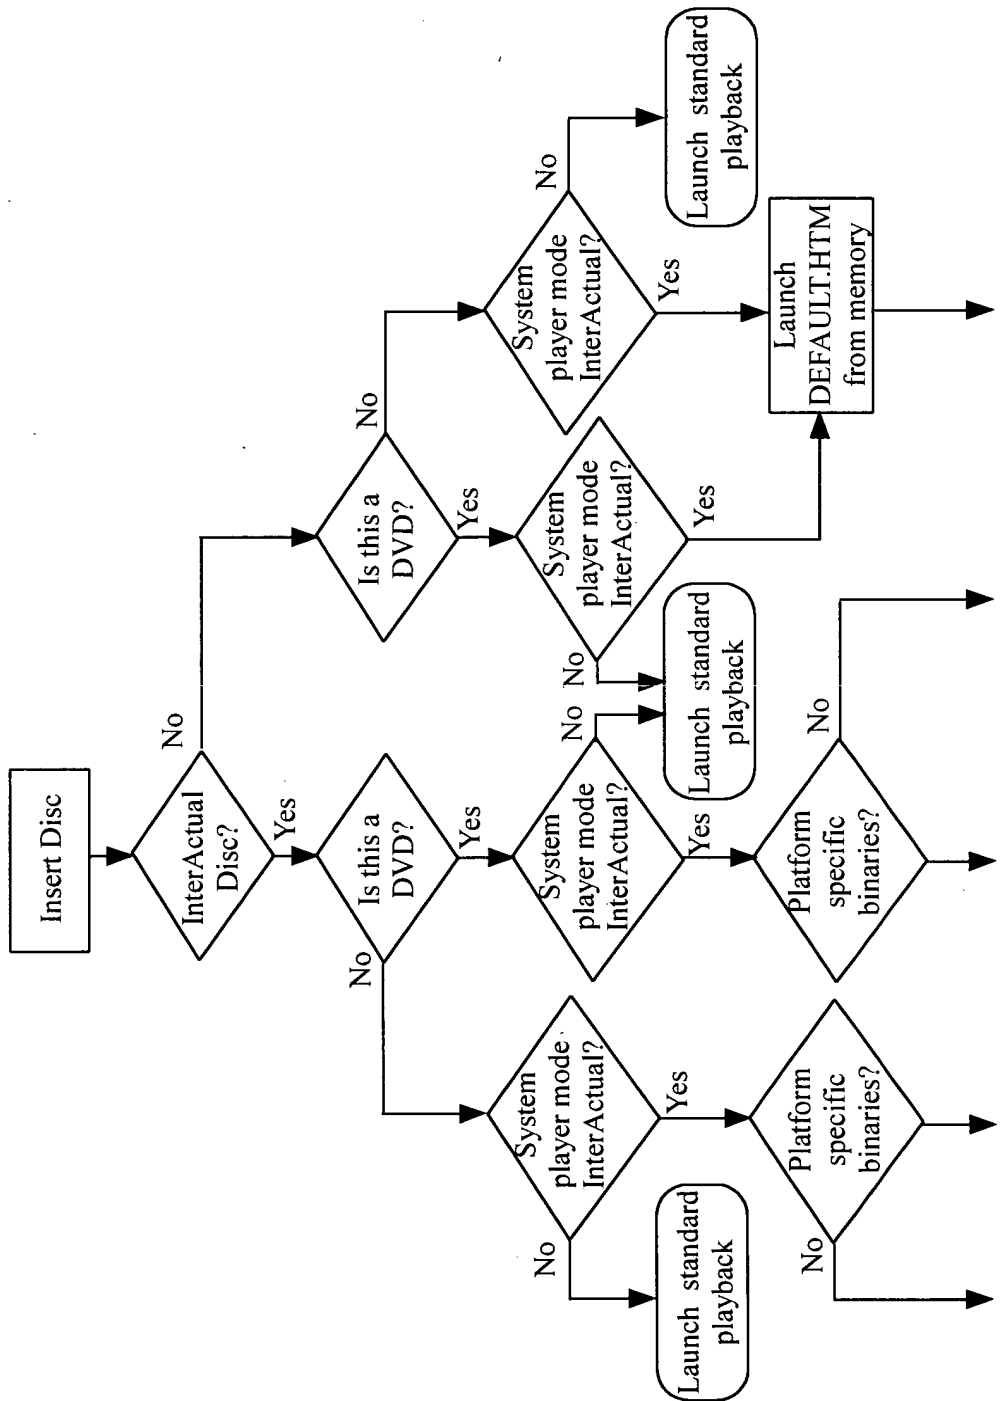 Insert Disc
InterActual
Disc?
No
Yes
Is this a
DVD?
No
Yes
Is this a
DVD?
No
Yes
System
player mode
InterActual?
No
Yes
System
player mode
InterActual?
No
Yes
System
player mode
InterActual?
No
Yes
System
player mode
InterActual?
No
Yes
Launch standard
playback
Launch standard
playback
Launch standard
playback
Platform
specific
binaries?
No
Platform
specific
binaries?
No
Launch
DEFAULT.HTM
from memory